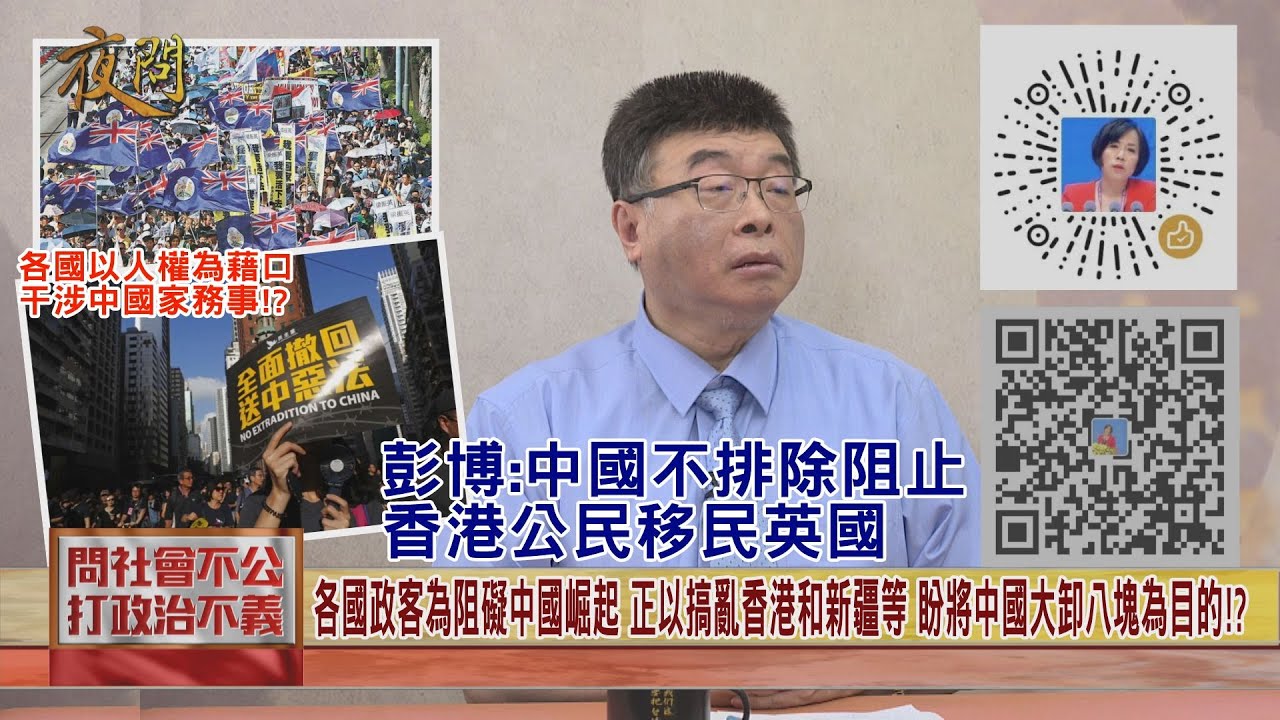 夜問
各國以人權為藉口
干涉中國家務事!?
全面撤回
送中惡法
NO EXTRADITION TO CHINA
彭博:中國不排除阻止
香港公民移民英國
問社會不公
打政治不義
各國政客為阻礙中國崛起 正以搞亂香港和新疆等 盼將中國大卸八塊為目的!?